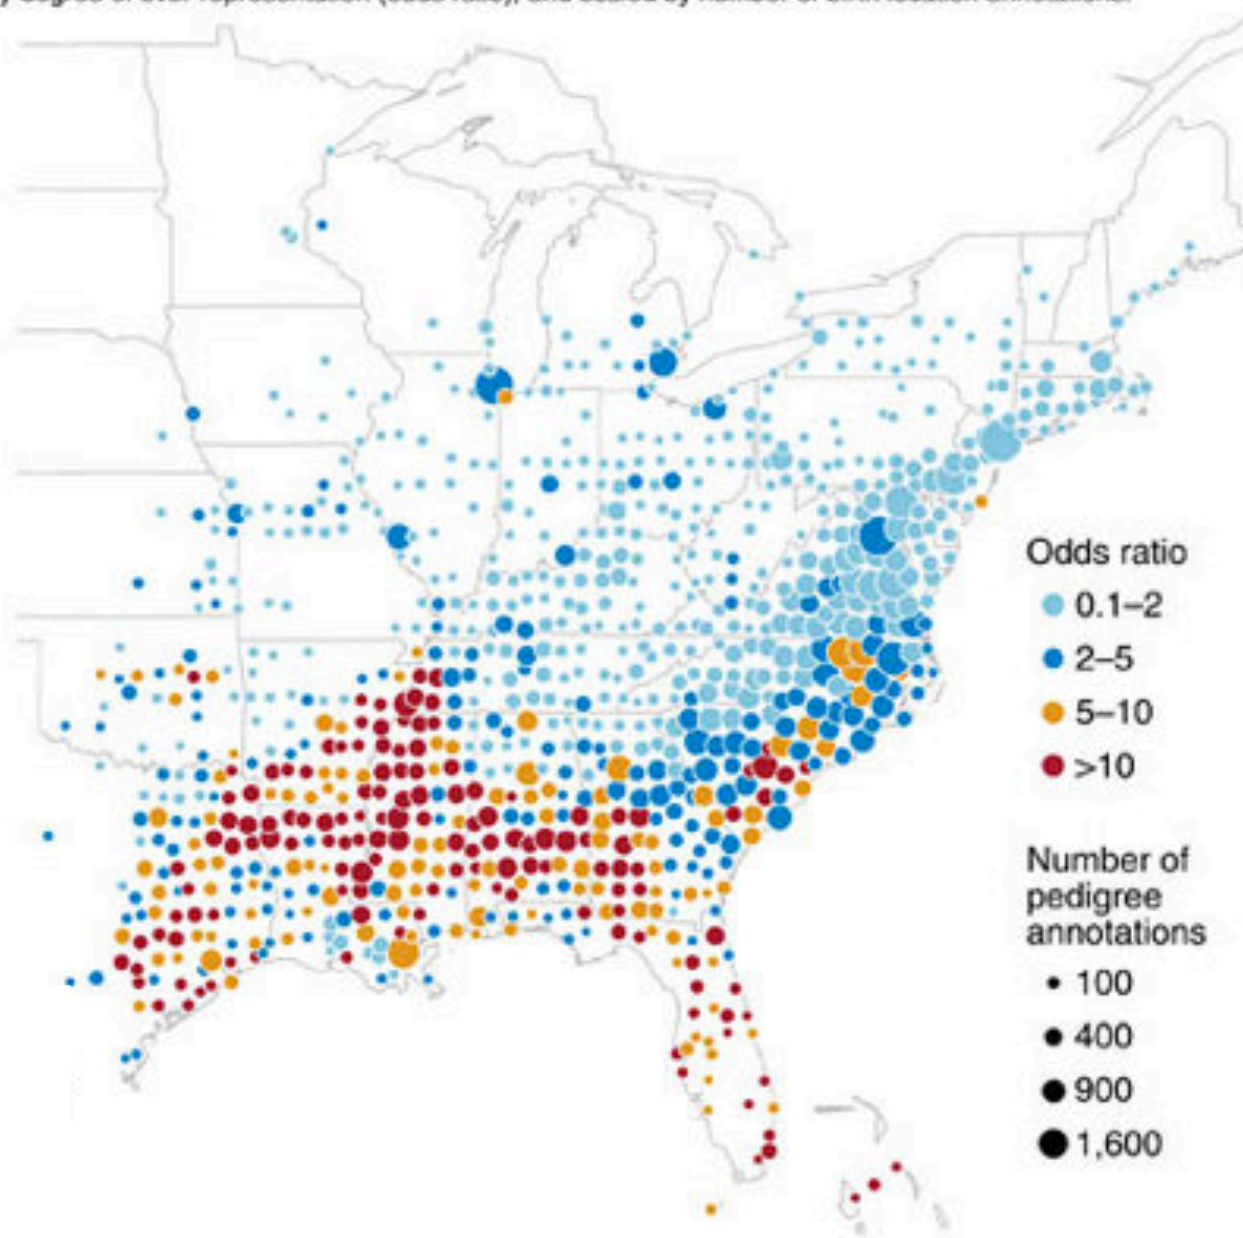 Odds ratio
0.1–2
2–5
5–10
>10
Number of
pedigree
annotations
100
400
900
1,600